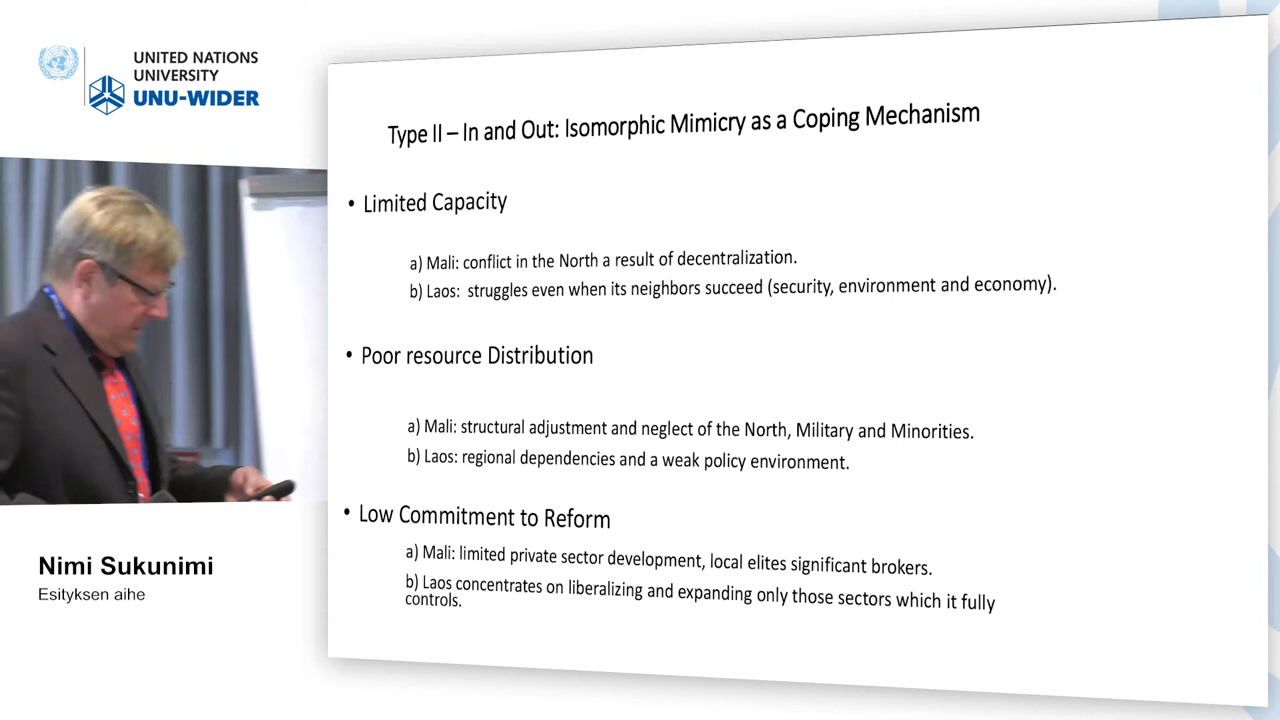 UNITED NATIONS
UNIVERSITY
UNU-WIDER
Type II – In and Out: Isomorphic Mimicry as a Coping Mechanism
• Limited Capacity
a) Mali: conflict in the North a result of decentralization.
b) Laos: struggles even when its neighbors succeed (security, environment and economy).
• Poor resource Distribution
a) Mali: structural adjustment and neglect of the North, Military and Minorities.
b) Laos: regional dependencies and a weak policy environment.
• Low Commitment to Reform
a) Mali: limited private sector development, local elites significant brokers.
b) Laos concentrates on liberalizing and expanding only those sectors which it fully
controls.
Nimi Sukunimi
Esityksen aihe